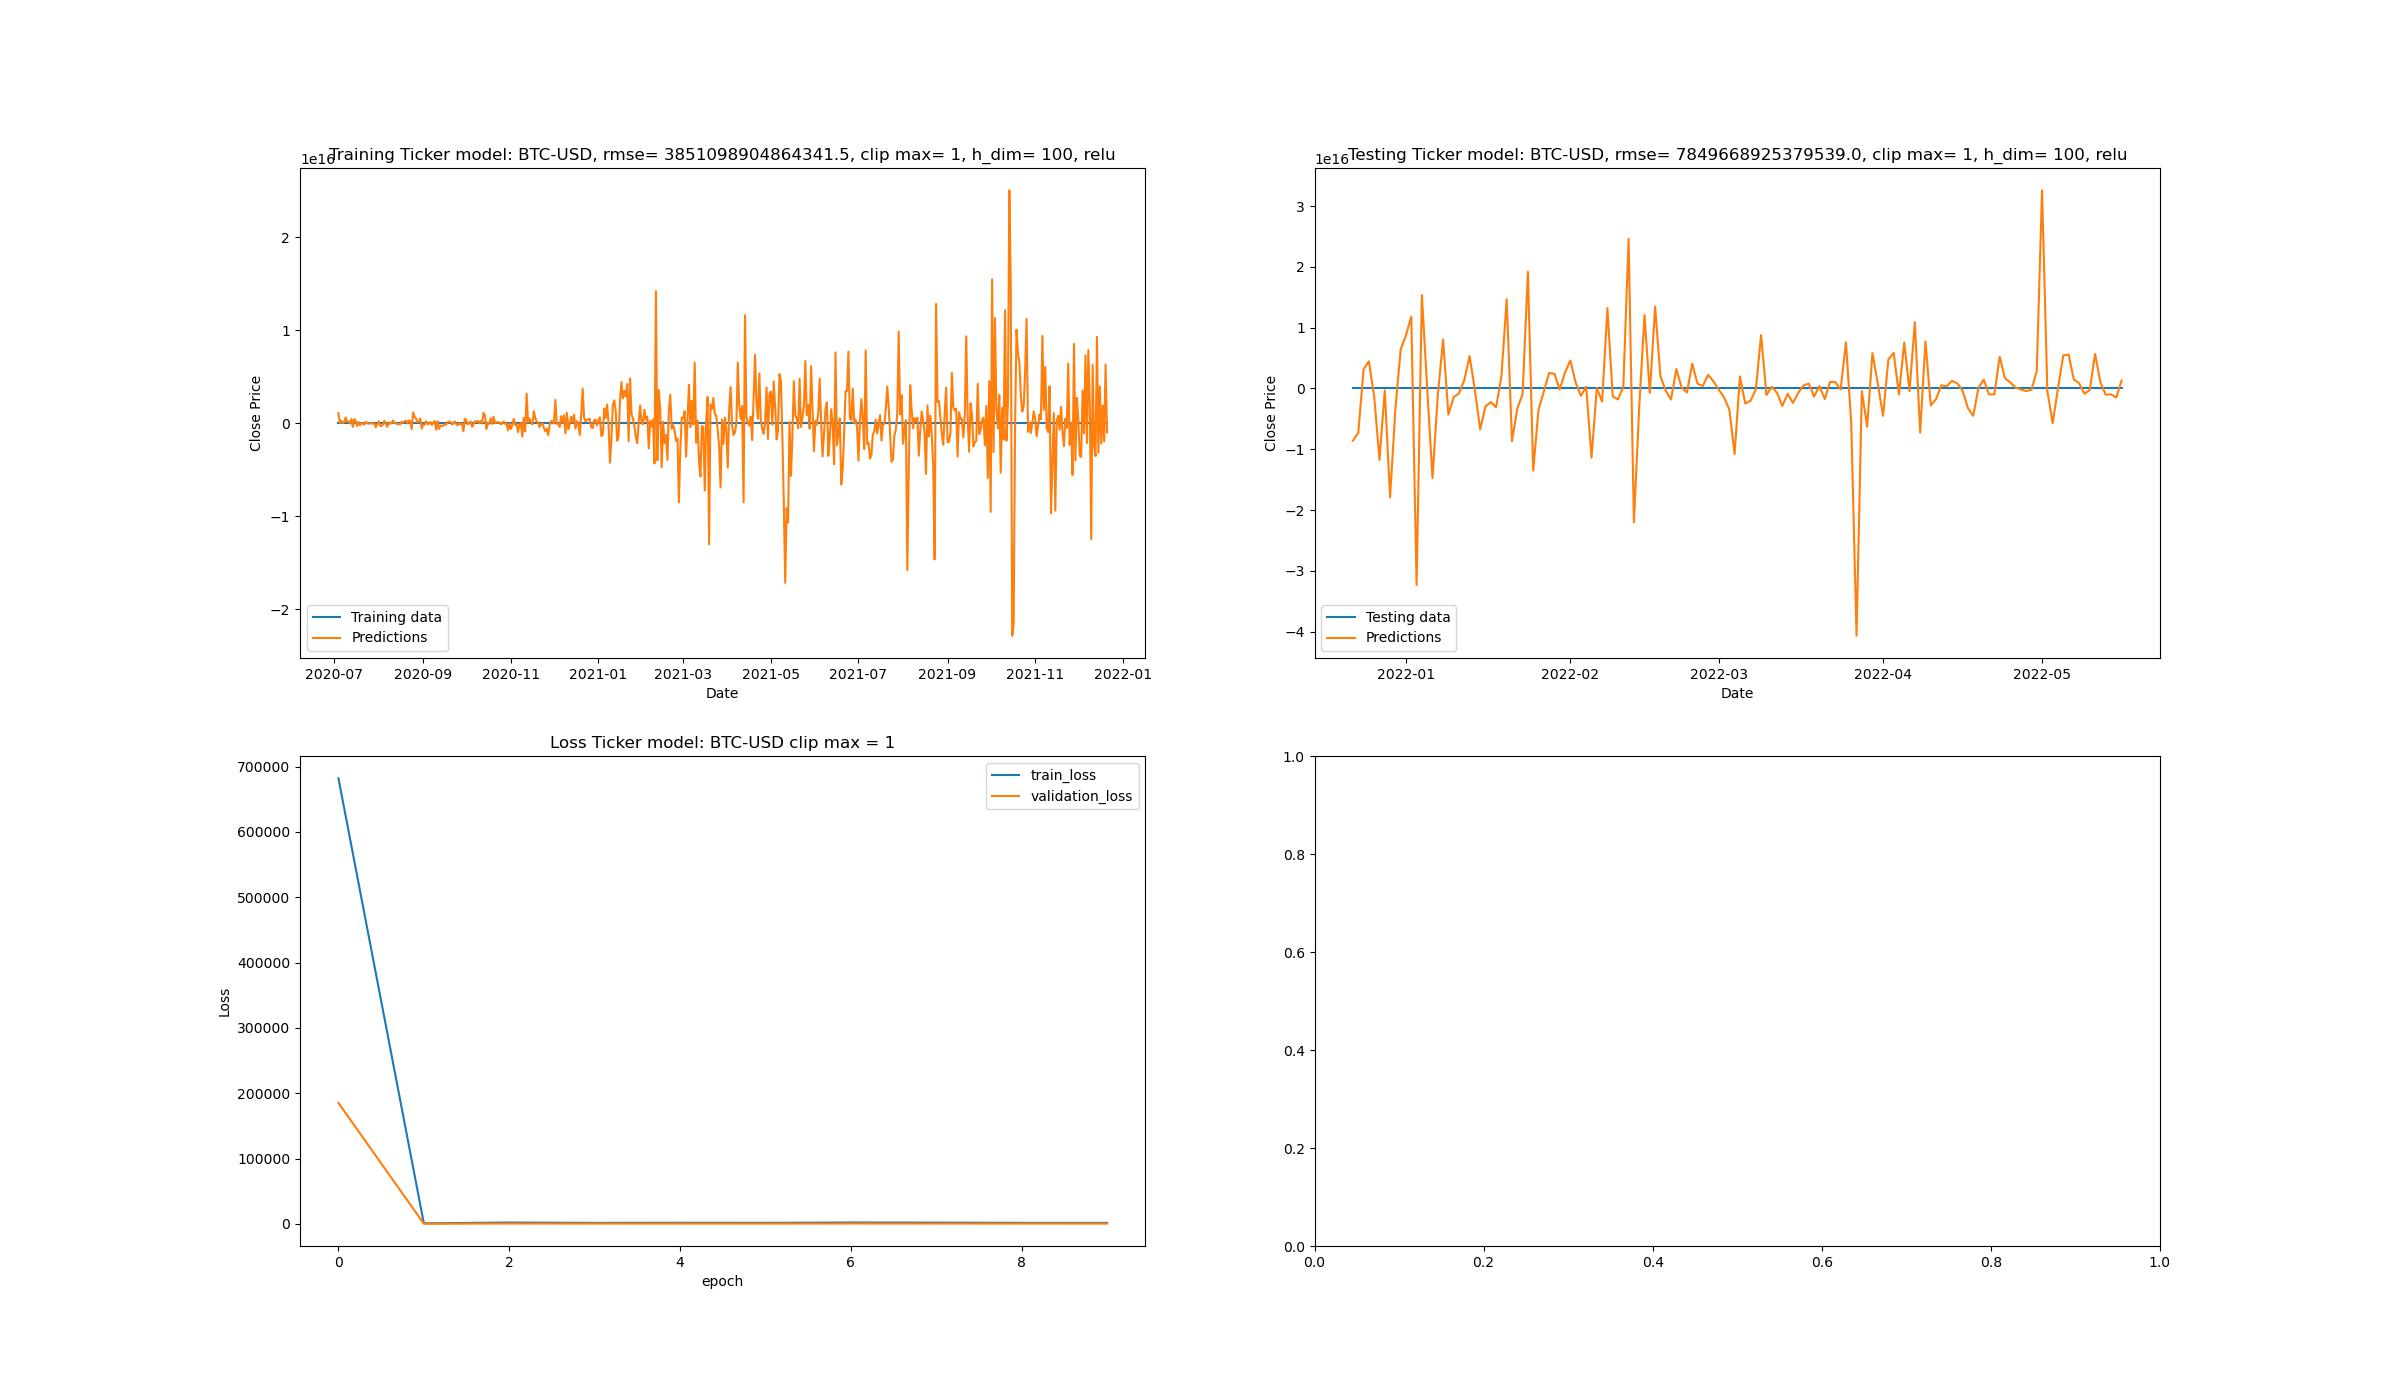 Training Ticker model: BTC-USD, rmse= 3851098904864341.5, clip max= 1, h_dim= 100, relu
1e16
2
1
0
−1
−2
Close Price
Training data
Predictions
2020-07 2020-09 2020-11 2021-01 2021-03 2021-05 2021-07 2021-09 2021-11 2022-01
Date
Testing Ticker model: BTC-USD, rmse= 7849668925379539.0, clip max= 1, h_dim= 100, relu
1e16
3
2
1
0
−1
−2
−3
−4
Close Price
Testing data
Predictions
2022-01 2022-02 2022-03 2022-04 2022-05
Date
Loss Ticker model: BTC-USD clip max = 1
700000
600000
500000
400000
300000
200000
100000
0
Loss
train_loss
validation_loss
0 2 4 6 8
epoch
1.0
0.8
0.6
0.4
0.2
0.0
0.0 0.2 0.4 0.6 0.8 1.0